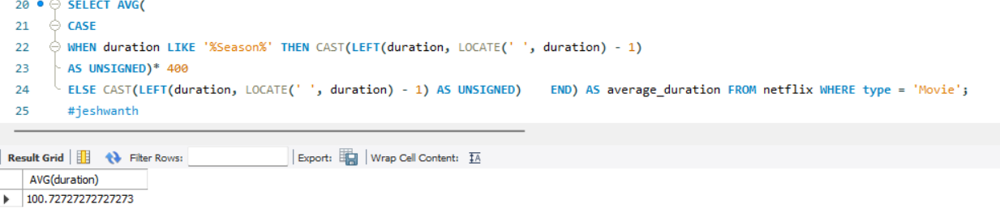 20 SELECT AVG(
21 CASE
22 WHEN duration LIKE '%Season%' THEN CAST(LEFT(duration, LOCATE(' ', duration) - 1)
23 AS UNSIGNED)* 400
24 ELSE CAST(LEFT(duration, LOCATE(' ', duration) - 1) AS UNSIGNED)    END) AS average_duration FROM netflix WHERE type = 'Movie';
25 #jeshwanth
Result Grid Filter Rows: Export: Wrap Cell Content: IA
AVG(duration)
100.72727272727273